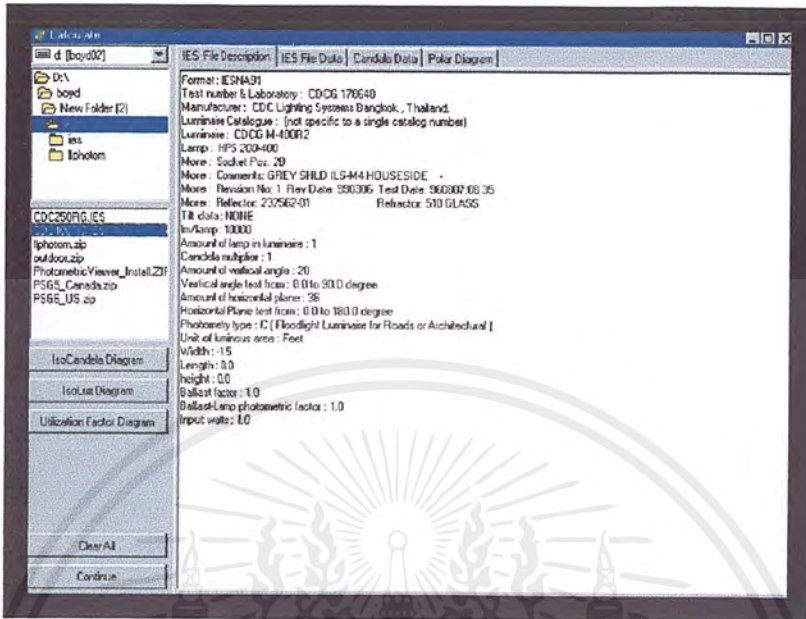 Calculate
d: [boyd02]
D:\
boyd
New Folder (2)
ies
llphotom
CDC250RG.IES
llphotom.zip
outdoor.zip
PhotometricViewer_Install.ZIP
PSG5_Canada.zip
PSG6_US.zip
IsoCandela Diagram
IsoLux Diagram
Utilization Factor Diagram
Clear All
Continue
IES File Description IES File Data Candela Data Polar Diagram
Format : IESNA91
Test number & Laboratory : CDCG 178640
Manufacturer : CDC Lighting Systems Bangkok , Thailand.
Luminaire Catalogue : (not specific to a single catalog number)
Luminaire : CDCG M-400R2
Lamp : HPS 200-400
More : Socket Pos. 2B
More : Comments: GREY SHLD ILS-M4 HOUSESIDE -
More : Revision No: 1 Rev Date: 990306 Test Date: 960807:08:35
More : Reflector: 232562-01 Refractor: 510 GLASS
Tilt data : NONE
lm/lamp : 10000
Amount of lamp in luminaire : 1
Candela multiplier : 1
Amount of vertical angle : 20
Vertical angle test from : 0.0 to 90.0 degree
Amount of horizontal plane : 36
Horizontal Plane test from : 0.0 to 180.0 degree
Photometry type : C ( Floodlight Luminaire for Roads or Architectural )
Unit of luminous area : Feet
Width : -1.5
Length : 0.0
height : 0.0
Ballast factor : 1.0
Ballast-Lamp photometric factor : 1.0
Input watts : 1.0